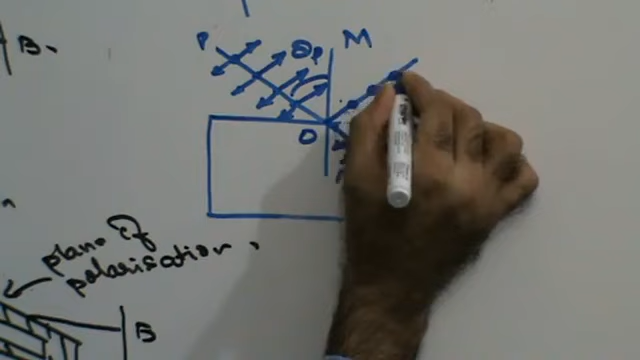 B.
P
θp
M
O
plane of
polarisation.
B